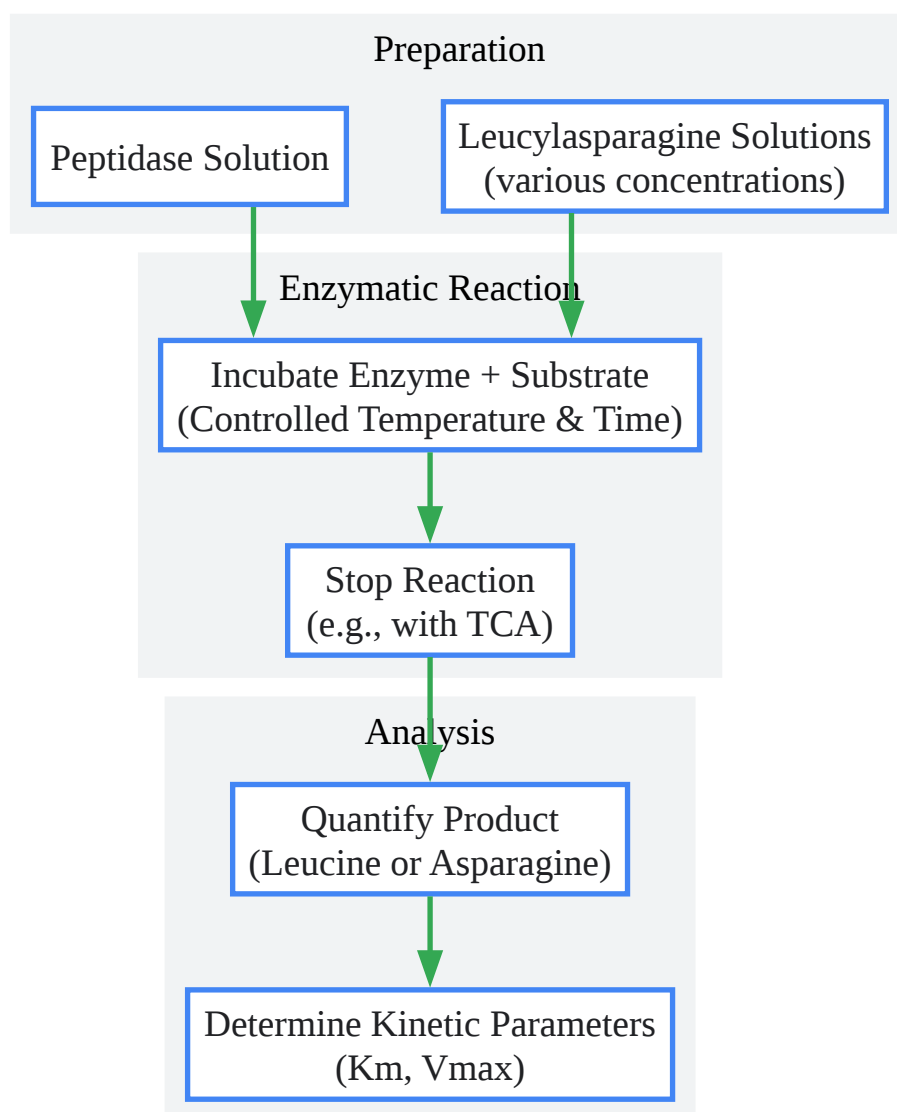 Preparation
Peptidase Solution
Leucylasparagine Solutions
(various concentrations)
Enzymatic Reaction
Incubate Enzyme + Substrate
(Controlled Temperature & Time)
Stop Reaction
(e.g., with TCA)
Analysis
Quantify Product
(Leucine or Asparagine)
Determine Kinetic Parameters
(Km, Vmax)